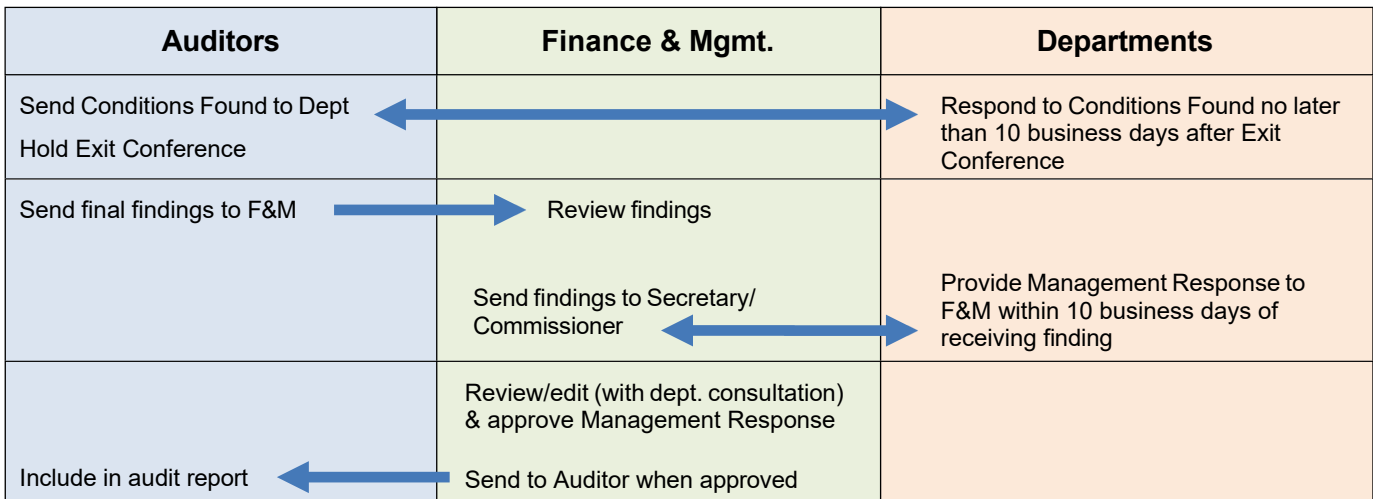 Auditors
Finance & Mgmt.
Departments
Send Conditions Found to Dept
Hold Exit Conference
Respond to Conditions Found no later
than 10 business days after Exit
Conference
Send final findings to F&M
Review findings
Send findings to Secretary/
Commissioner
Provide Management Response to
F&M within 10 business days of
receiving finding
Review/edit (with dept. consultation)
& approve Management Response
Include in audit report
Send to Auditor when approved